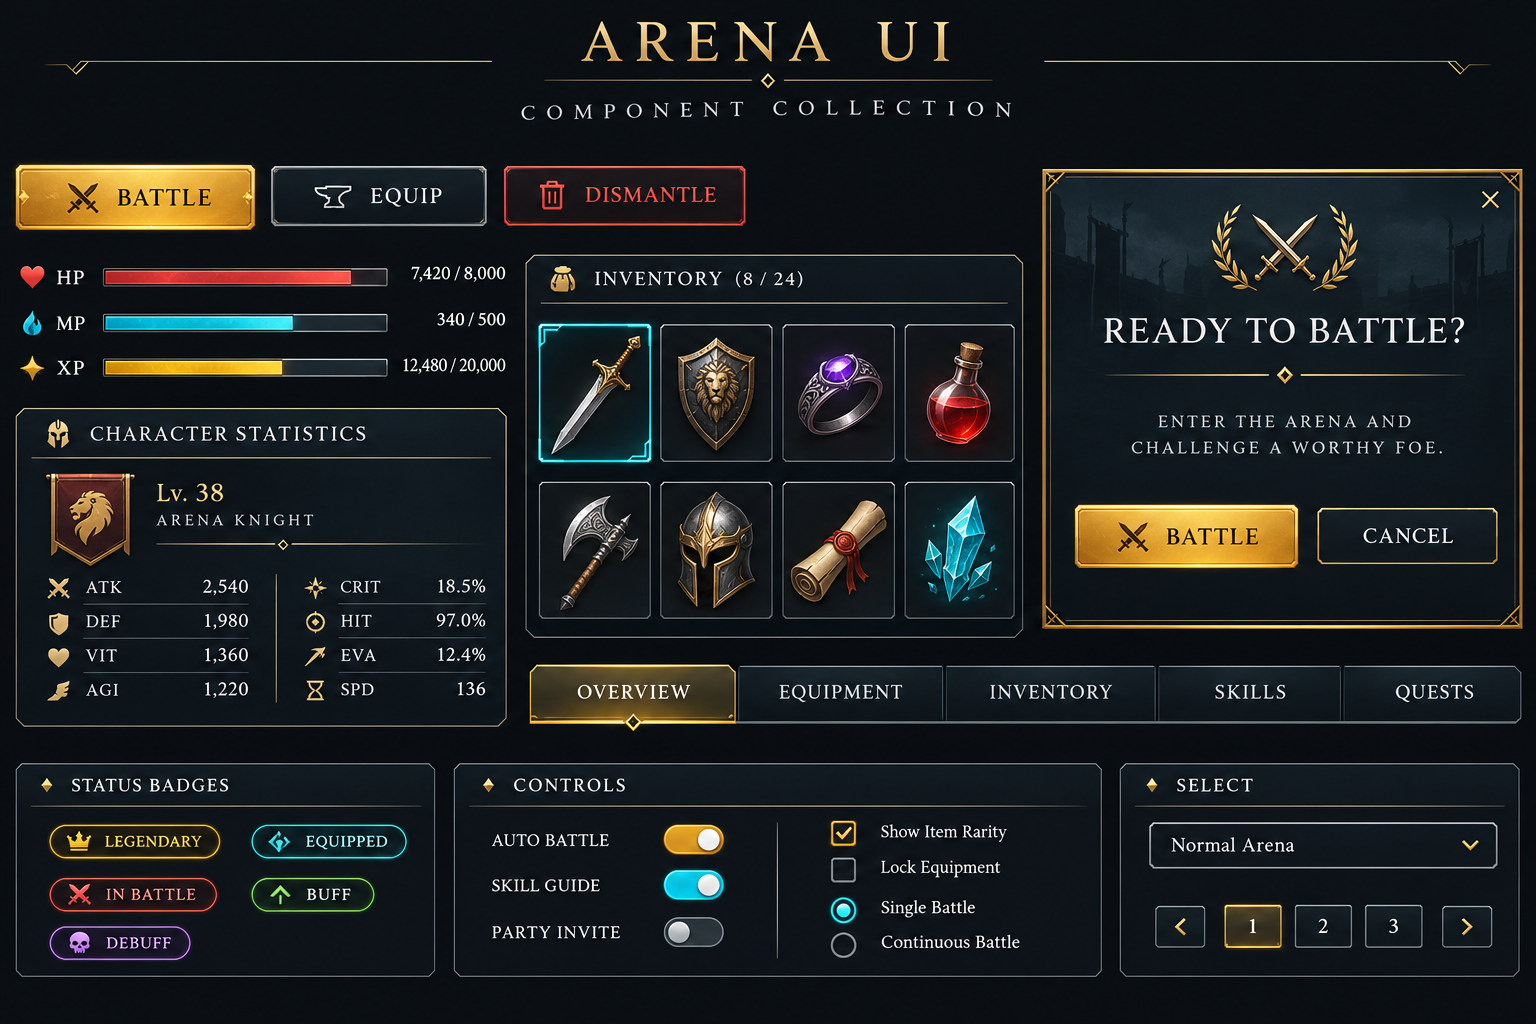 ARENA UI
COMPONENT COLLECTION
BATTLE
EQUIP
DISMANTLE
HP 7,420 / 8,000
MP 340 / 500
XP 12,480 / 20,000
CHARACTER STATISTICS
Lv. 38
ARENA KNIGHT
ATK 2,540
DEF 1,980
VIT 1,360
AGI 1,220
CRIT 18.5%
HIT 97.0%
EVA 12.4%
SPD 136
INVENTORY (8 / 24)
READY TO BATTLE?
ENTER THE ARENA AND
CHALLENGE A WORTHY FOE.
BATTLE
CANCEL
OVERVIEW
EQUIPMENT
INVENTORY
SKILLS
QUESTS
STATUS BADGES
LEGENDARY
EQUIPPED
IN BATTLE
BUFF
DEBUFF
CONTROLS
AUTO BATTLE
SKILL GUIDE
PARTY INVITE
Show Item Rarity
Lock Equipment
Single Battle
Continuous Battle
SELECT
Normal Arena
1
2
3